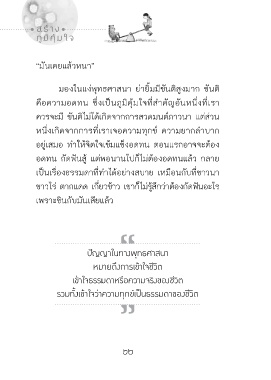 สร้าง
ภูมิคุ้มใจ
“มันเคยแล้วหนา”
มองในแง่พุทธศาสนา ย่ายิ้มมีขันติสูงมาก ขันติ
คือความอดทน ซึ่งเป็นภูมิคุ้มใจที่สำคัญอันหนึ่งที่เรา
ควรจะมี ขันติไม่ได้เกิดจากการสวดมนต์ภาวนา แต่ส่วน
หนึ่งเกิดจากการที่เราเจอความทุกข์ ความยากลำบาก
อยู่เสมอ ทำให้จิตใจเข้มแข็งอดทน ตอนแรกอาจจะต้อง
อดทน กัดฟันสู้ แต่พอนานไปก็ไม่ต้องอดทนแล้ว กลาย
เป็นเรื่องธรรมดาที่ทำได้อย่างสบาย เหมือนกับที่ชาวนา
ชาวไร่ ตากแดด เกี่ยวข้าว เขาก็ไม่รู้สึกว่าต้องกัดฟันอะไร
เพราะชินกับมันเสียแล้ว
“
ปัญญาในทางพุทธศาสนา
หมายถึงการเข้าใจชีวิต
เข้าใจธรรมดาหรือความจริงของชีวิต
รวมทั้งเข้าใจว่าความทุกข์เป็นธรรมดาของชีวิต
”
๒๒